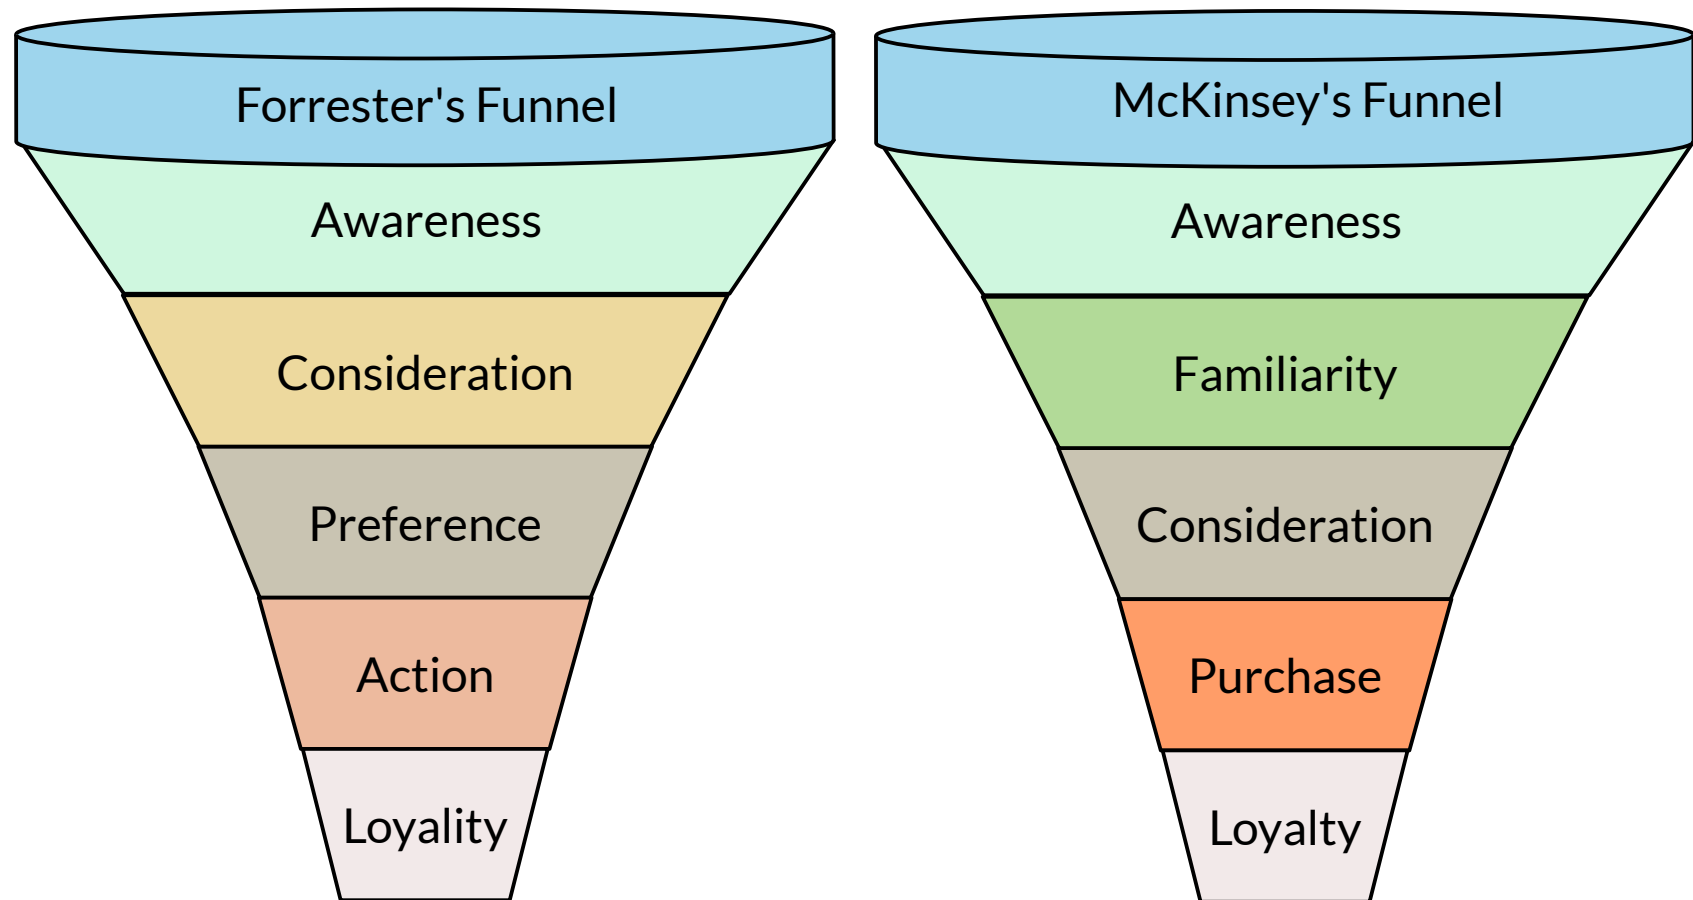 Forrester's Funnel
Awareness
Consideration
Preference
Action
Loyality
McKinsey's Funnel
Awareness
Familiarity
Consideration
Purchase
Loyalty